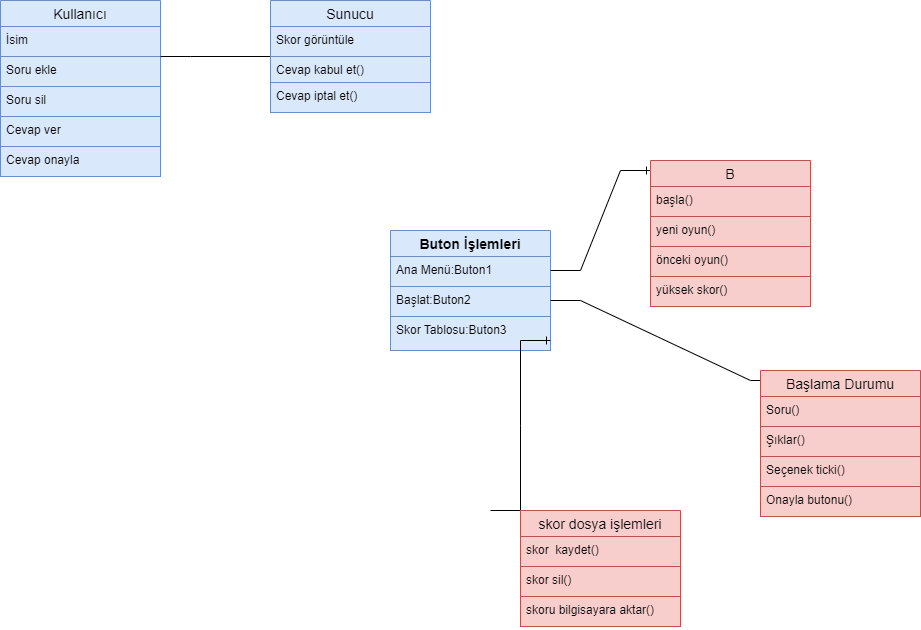 Kullanıcı
İsim
Soru ekle
Soru sil
Cevap ver
Cevap onayla
Sunucu
Skor görüntüle
Cevap kabul et()
Cevap iptal et()
B
başla()
yeni oyun()
önceki oyun()
yüksek skor()
Buton İşlemleri
Ana Menü:Buton1
Başlat:Buton2
Skor Tablosu:Buton3
Başlama Durumu
Soru()
Şıklar()
Seçenek ticki()
Onayla butonu()
skor dosya işlemleri
skor  kaydet()
skor sil()
skoru bilgisayara aktar()